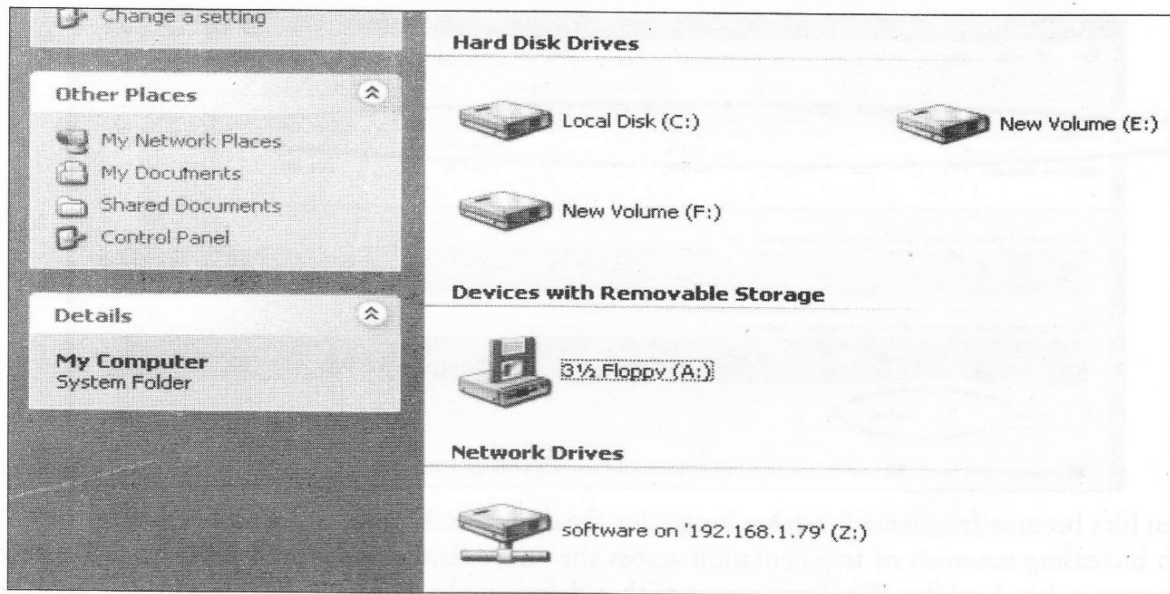 Change a setting
Other Places
My Network Places
My Documents
Shared Documents
Control Panel
Details
My Computer
System Folder
Hard Disk Drives
Local Disk (C:)
New Volume (E:)
New Volume (F:)
Devices with Removable Storage
3½ Floppy (A:)
Network Drives
software on '192.168.1.79' (Z:)